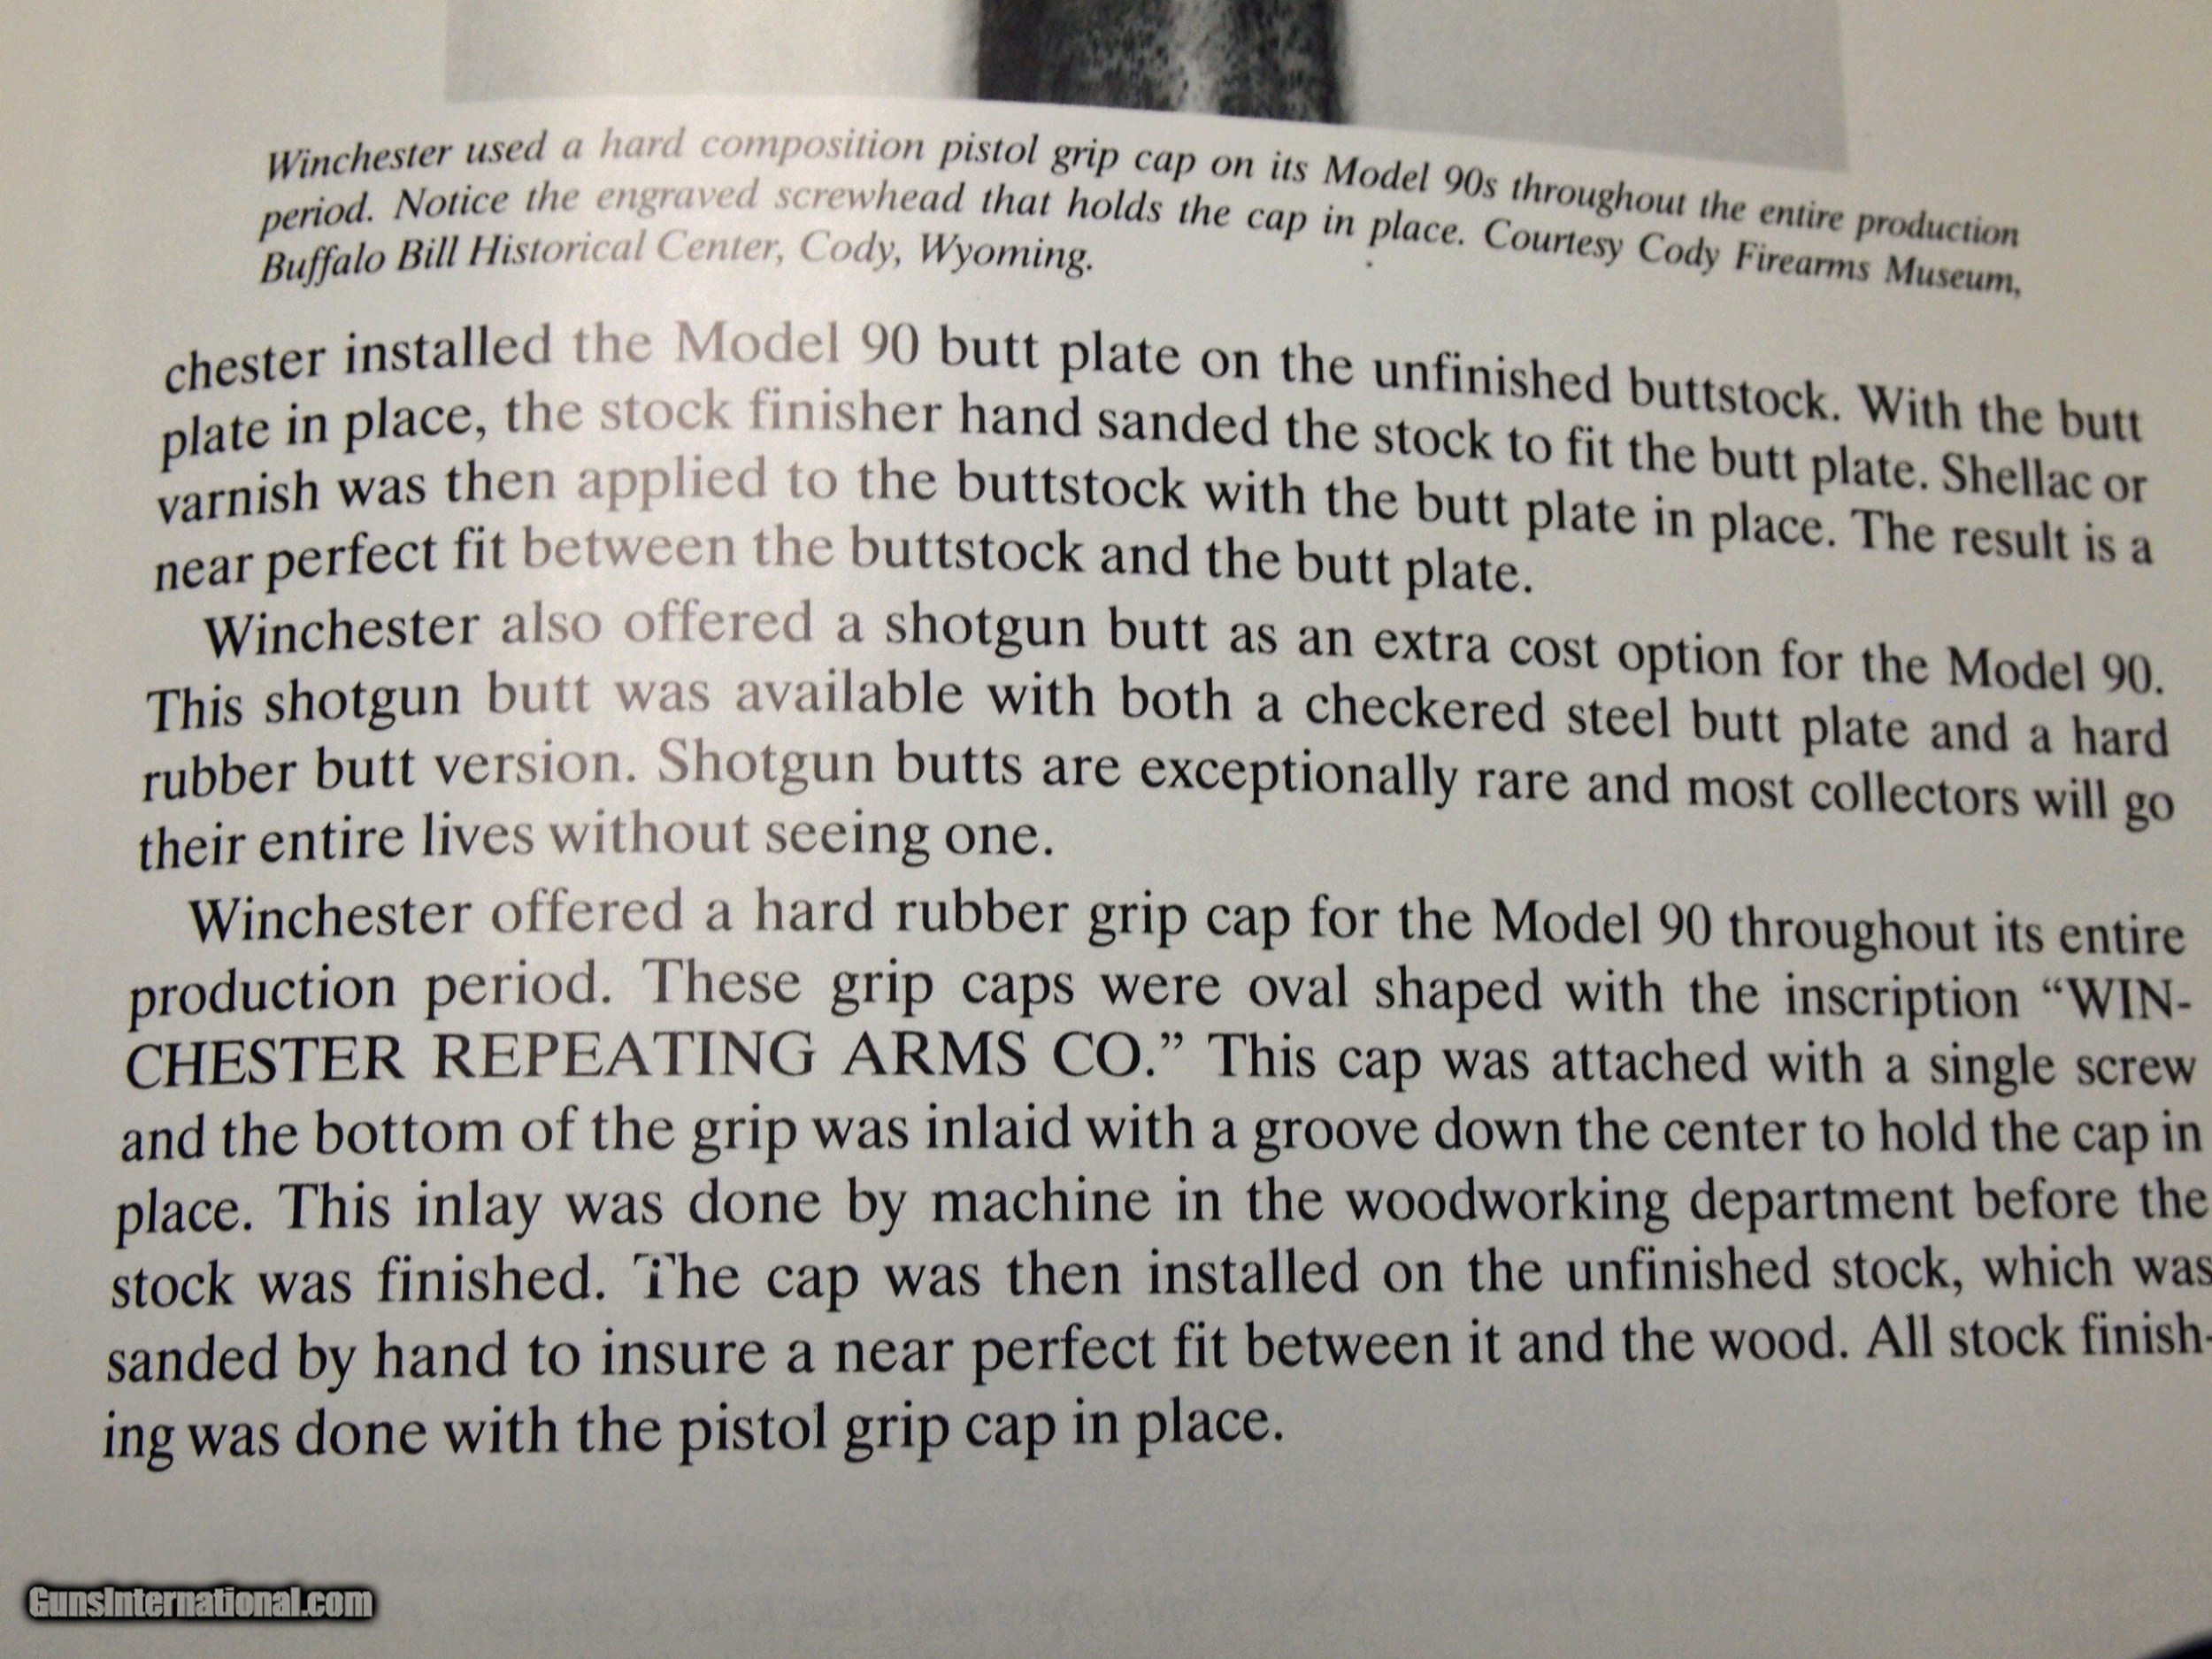 Winchester used a hard composition pistol grip cap on its Model 90s throughout the entire production
period. Notice the engraved screwhead that holds the cap in place. Courtesy Cody Firearms Museum,
Buffalo Bill Historical Center, Cody, Wyoming.
chester installed the Model 90 butt plate on the unfinished buttstock. With the butt
plate in place, the stock finisher hand sanded the stock to fit the butt plate. Shellac or
varnish was then applied to the buttstock with the butt plate in place. The result is a
near perfect fit between the buttstock and the butt plate.
Winchester also offered a shotgun butt as an extra cost option for the Model 90.
This shotgun butt was available with both a checkered steel butt plate and a hard
rubber butt version. Shotgun butts are exceptionally rare and most collectors will go
their entire lives without seeing one.
Winchester offered a hard rubber grip cap for the Model 90 throughout its entire
production period. These grip caps were oval shaped with the inscription “WIN-
CHESTER REPEATING ARMS CO.” This cap was attached with a single screw
and the bottom of the grip was inlaid with a groove down the center to hold the cap in
place. This inlay was done by machine in the woodworking department before the
stock was finished. The cap was then installed on the unfinished stock, which was
sanded by hand to insure a near perfect fit between it and the wood. All stock finish-
ing was done with the pistol grip cap in place.
GunsInternational.com